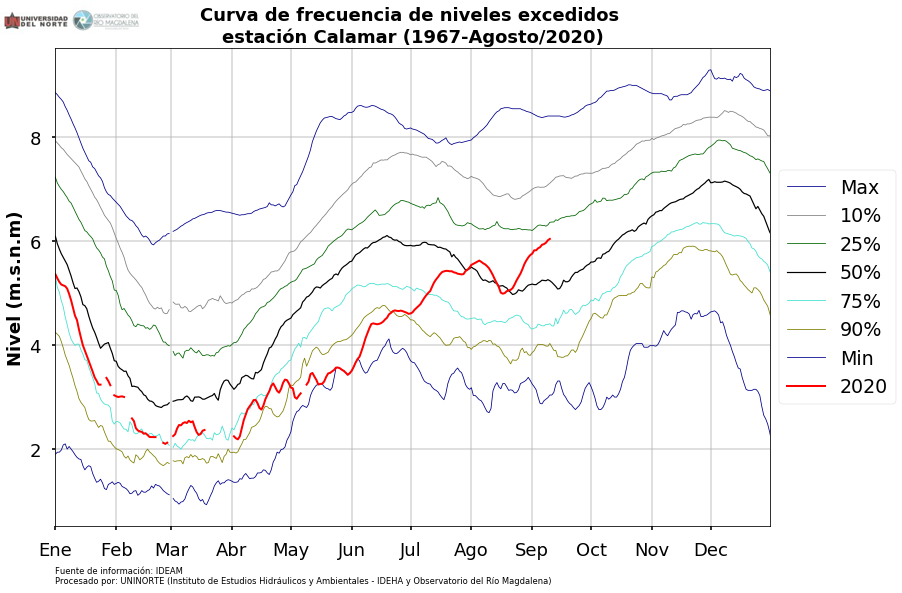 UNIVERSIDAD
DEL NORTE
OBSERVATORIO DEL
RÍO MAGDALENA
Curva de frecuencia de niveles excedidos
estación Calamar (1967-Agosto/2020)
Nivel (m.s.n.m)
8
6
4
2
Ene Feb Mar Abr May Jun Jul Ago Sep Oct Nov Dec
Max
10%
25%
50%
75%
90%
Min
2020
Fuente de información: IDEAM
Procesado por: UNINORTE (Instituto de Estudios Hidráulicos y Ambientales - IDEHA y Observatorio del Río Magdalena)